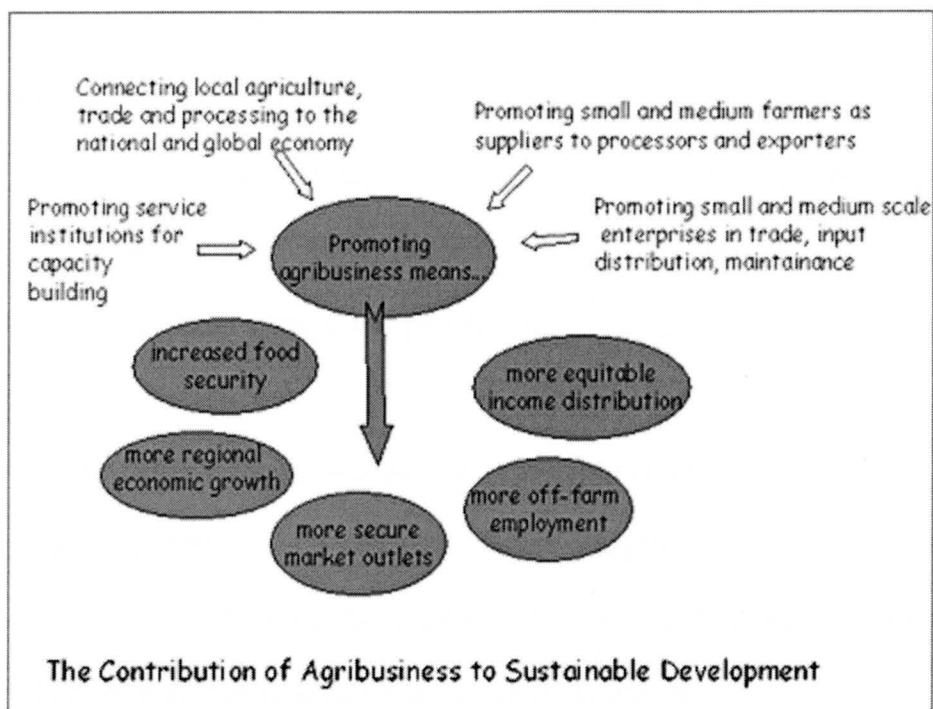 Connecting local agriculture,
trade and processing to the
national and global economy
Promoting small and medium farmers as
suppliers to processors and exporters
Promoting service
institutions for
capacity
building
Promoting small and medium scale
enterprises in trade, input
distribution, maintainance
Promoting
agribusiness means...
increased food
security
more equitable
income distribution
more regional
economic growth
more off-farm
employment
more secure
market outlets
The Contribution of Agribusiness to Sustainable Development